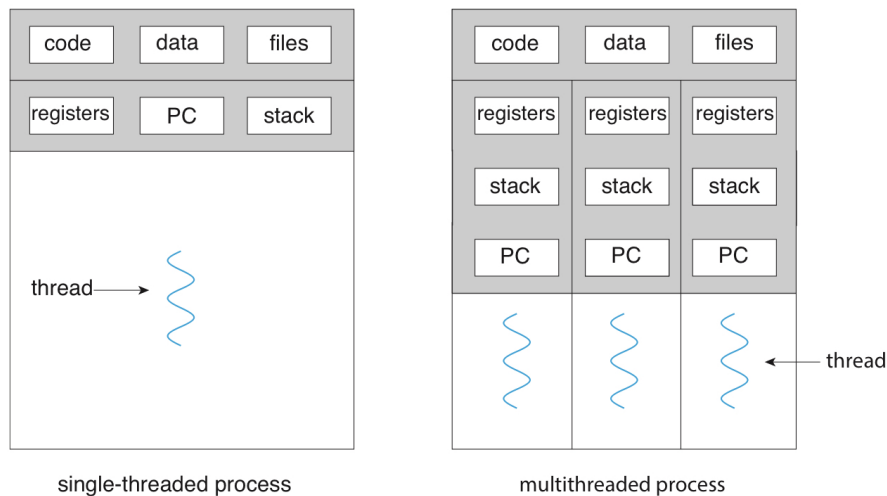 code data files
registers PC stack
thread
single-threaded process
code data files
registers registers registers
stack stack stack
PC PC PC
thread
multithreaded process